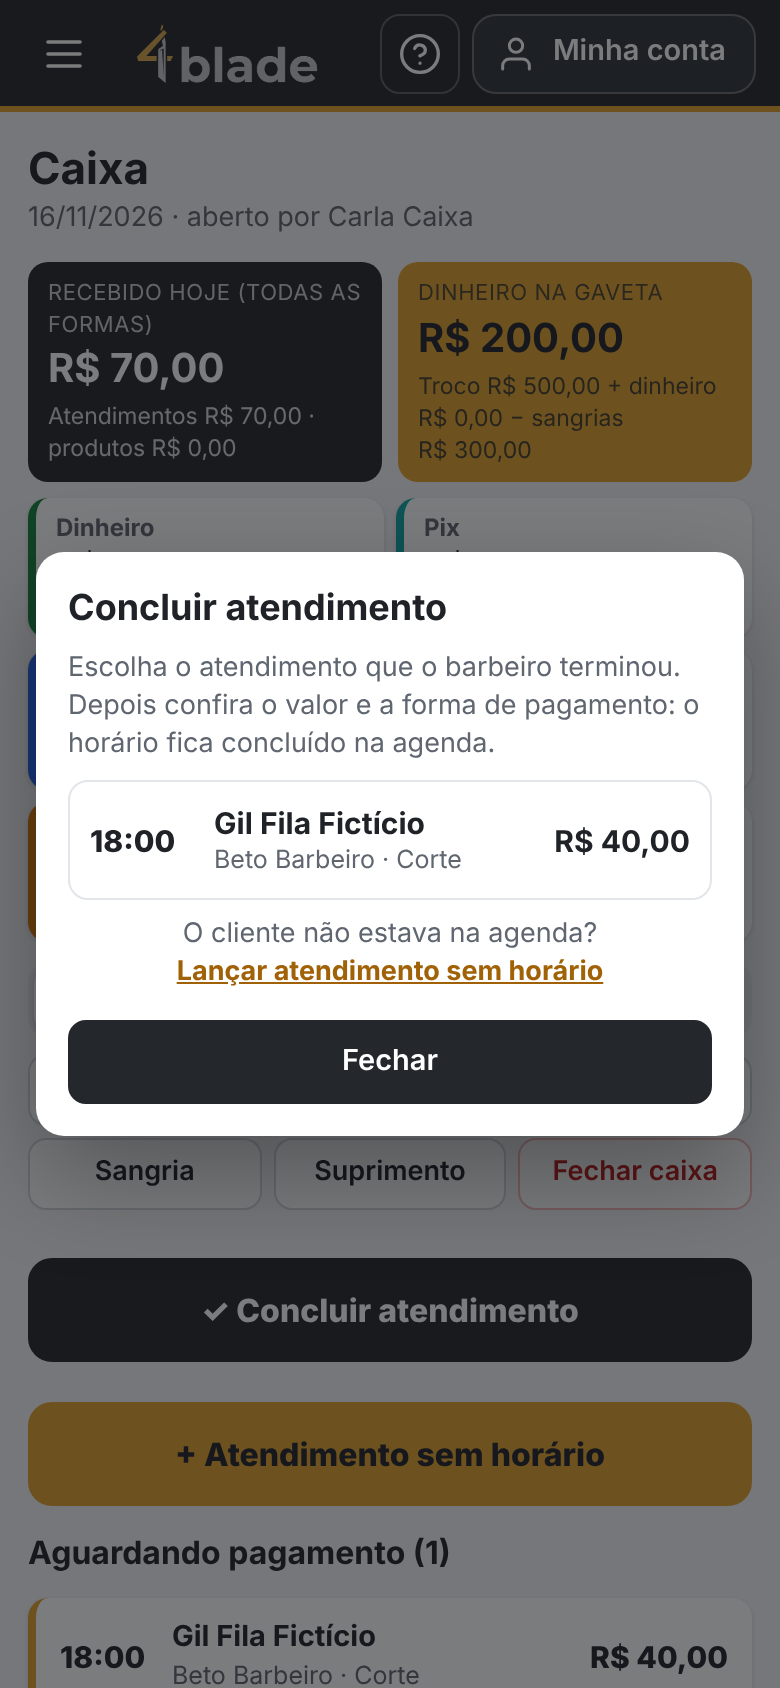 4blade
Minha conta
Caixa
16/11/2026 · aberto por Carla Caixa
RECEBIDO HOJE (TODAS AS
FORMAS)
R$ 70,00
Atendimentos R$ 70,00 ·
produtos R$ 0,00
DINHEIRO NA GAVETA
R$ 200,00
Troco R$ 500,00 + dinheiro
R$ 0,00 − sangrias
R$ 300,00
Dinheiro
Pix
Concluir atendimento
Escolha o atendimento que o barbeiro terminou.
Depois confira o valor e a forma de pagamento: o
horário fica concluído na agenda.
18:00
Gil Fila Fictício
Beto Barbeiro · Corte
R$ 40,00
O cliente não estava na agenda?
Lançar atendimento sem horário
Fechar
Sangria
Suprimento
Fechar caixa
✓ Concluir atendimento
+ Atendimento sem horário
Aguardando pagamento (1)
18:00
Gil Fila Fictício
Beto Barbeiro · Corte
R$ 40,00